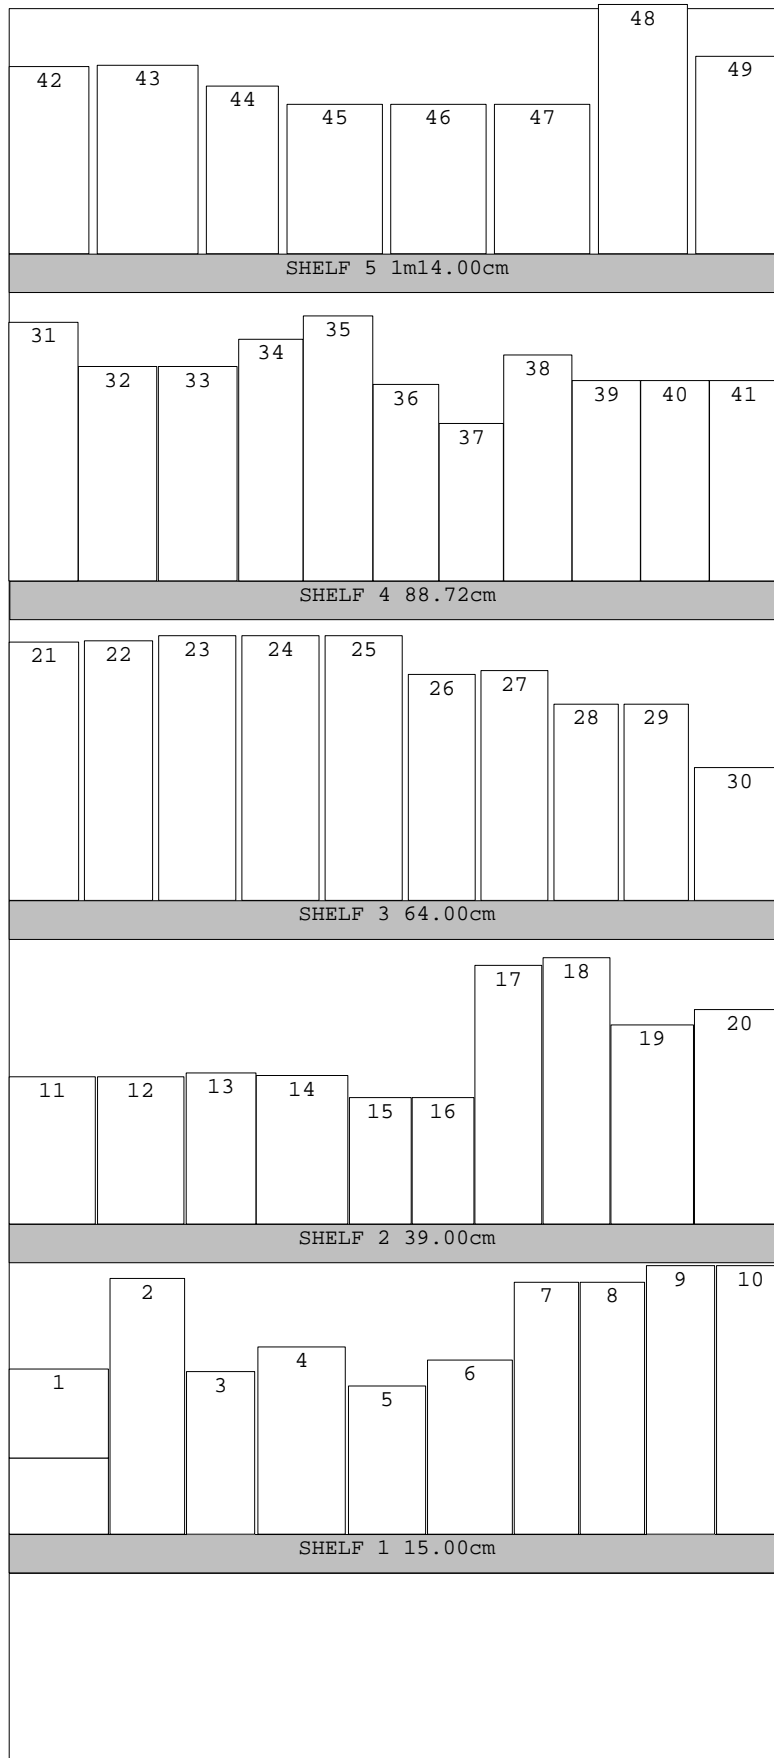 42 43 44 45 46 47 48 49
SHELF 5 1m14.00cm
31 32 33 34 35 36 37 38 39 40 41
SHELF 4 88.72cm
21 22 23 24 25 26 27 28 29 30
SHELF 3 64.00cm
11 12 13 14 15 16 17 18 19 20
SHELF 2 39.00cm
1 2 3 4 5 6 7 8 9 10
SHELF 1 15.00cm